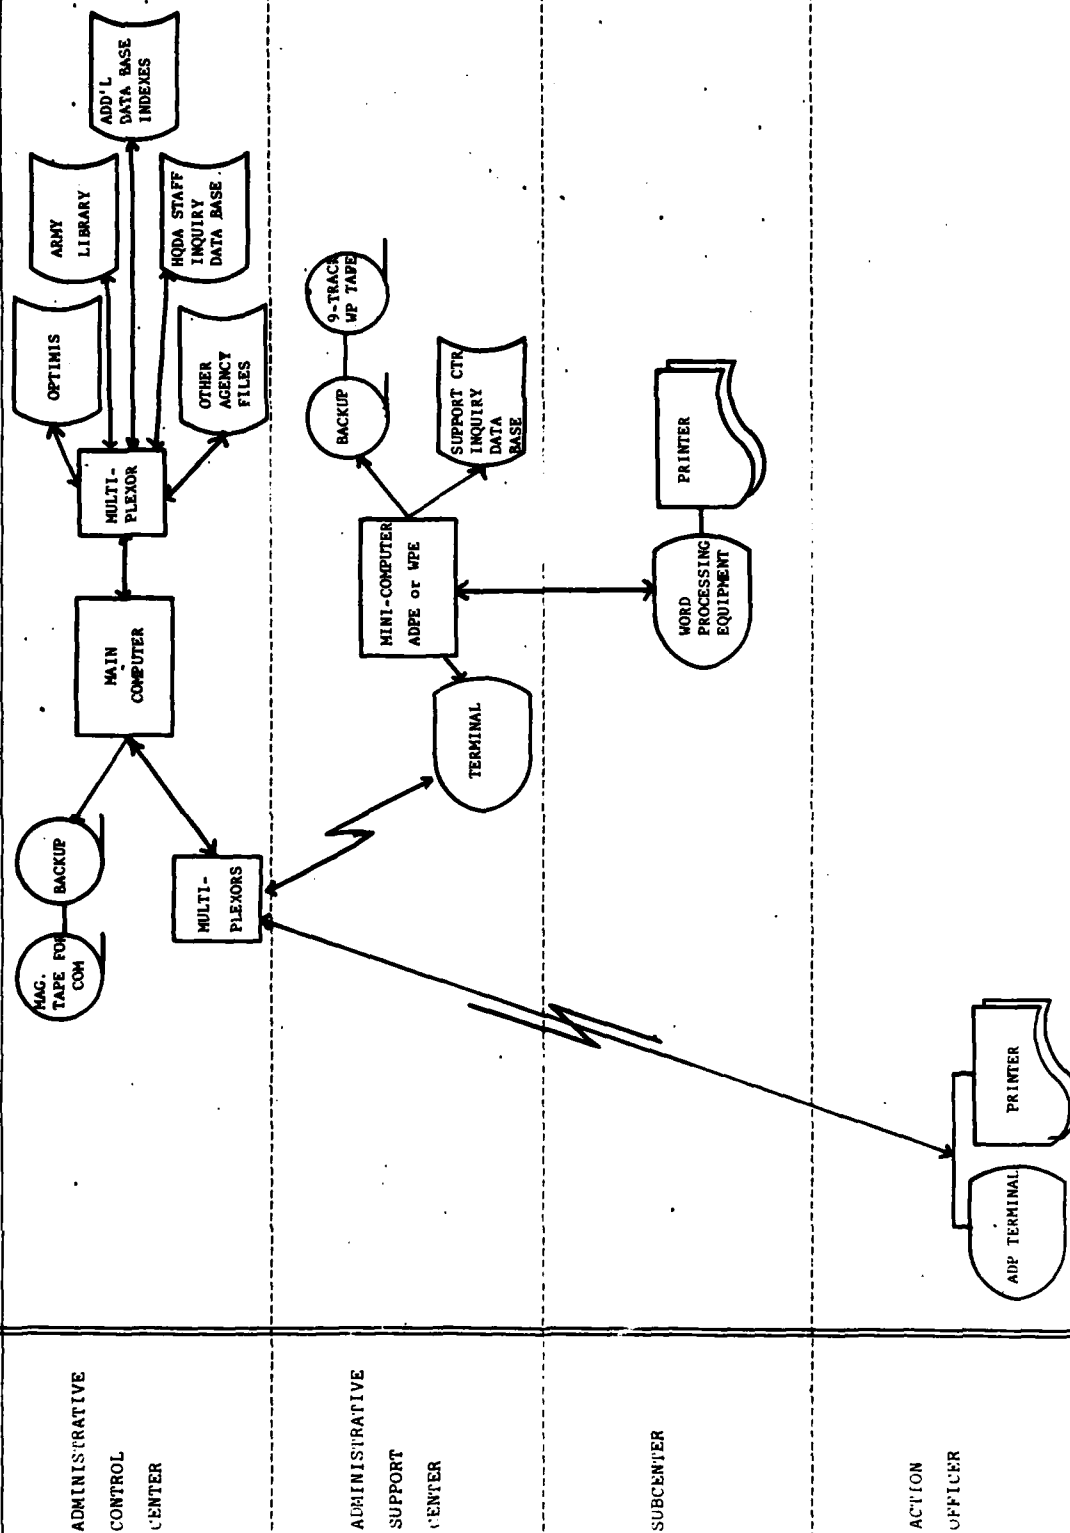 ADMINISTRATIVE
CONTROL
CENTER
MAG.
TAPE FOR
COM
BACKUP
MULTI-
PLEXORS
MAIN
COMPUTER
MULTI-
PLEXOR
OPTIMIS
ARMY
LIBRARY
ADD'L
DATA BASE
INDEXES
HQDA STAFF
INQUIRY
DATA BASE
OTHER
AGENCY
FILES
ADMINISTRATIVE
SUPPORT
CENTER
TERMINAL
MINI-COMPUTER
ADPE or WPE
BACKUP
9-TRACK
WP TAPE
SUPPORT CTR
INQUIRY
DATA
BASE
SUBCENTER
WORD
PROCESSING
EQUIPMENT
PRINTER
ACTION
OFFICER
ADP TERMINAL
PRINTER